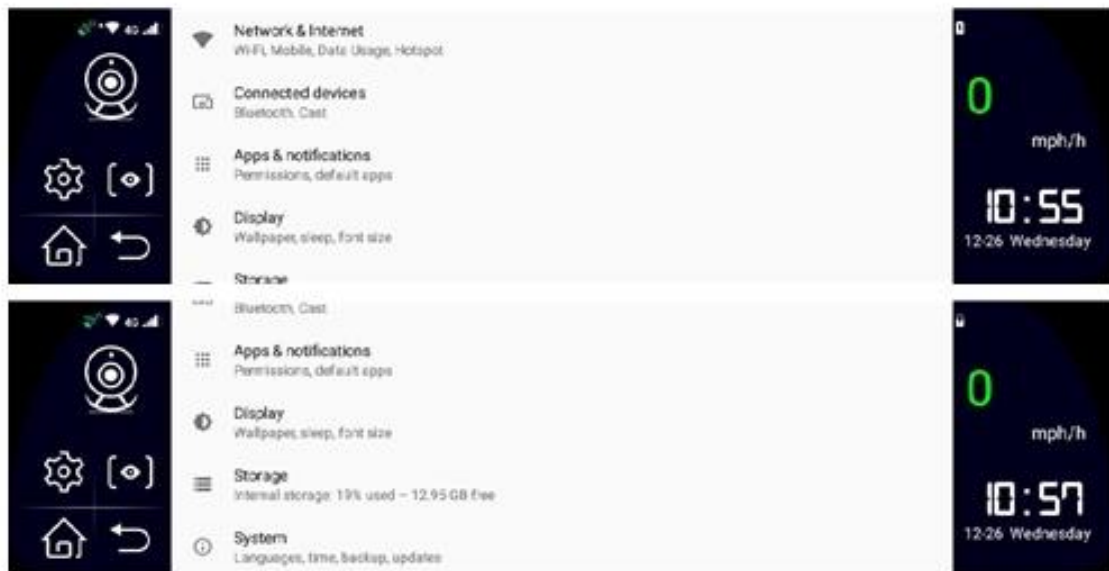 4G
Network & Internet
Wi-Fi, Mobile, Data Usage, Hotspot
Connected devices
Bluetooth, Cast
Apps & notifications
Permissions, default apps
Display
Wallpaper, sleep, font size
Storage
0
mph/h
10:55
12-26 Wednesday
4G
Bluetooth, Cast
Apps & notifications
Permissions, default apps
Display
Wallpaper, sleep, font size
Storage
Internal storage: 19% used – 12.95 GB free
System
Languages, time, backup, updates
0
mph/h
10:57
12-26 Wednesday